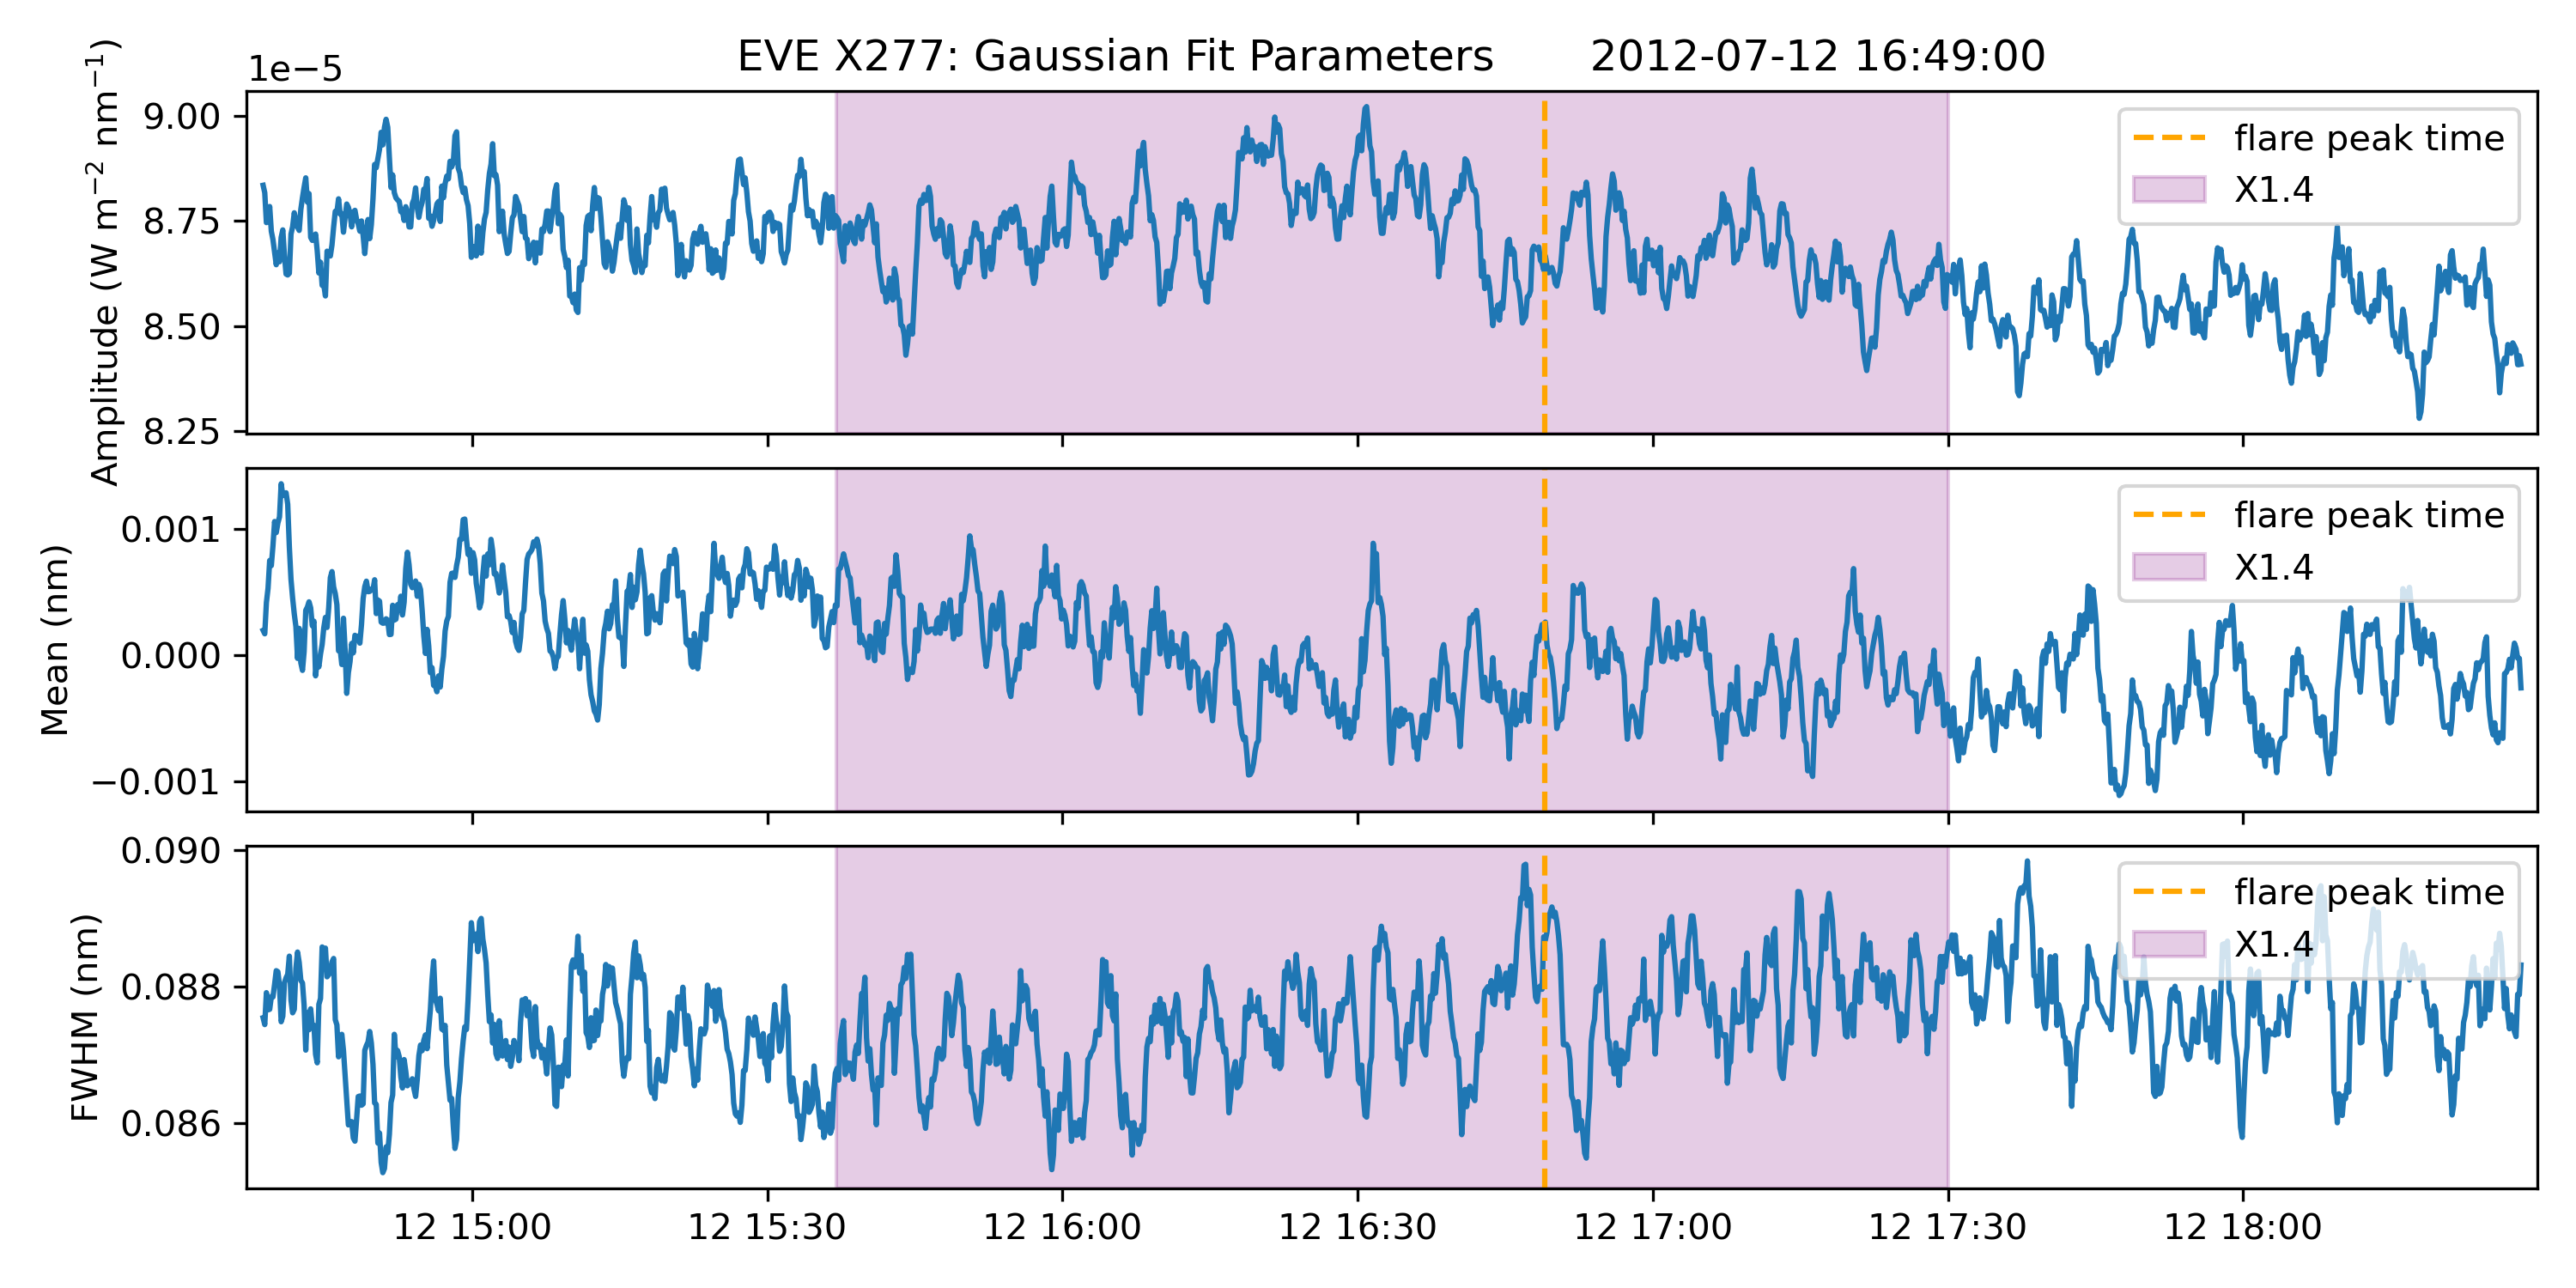 EVE X277: Gaussian Fit Parameters 2012-07-12 16:49:00
1e−5
Amplitude (W m⁻² nm⁻¹)
9.00
8.75
8.50
8.25
flare peak time
X1.4
Mean (nm)
0.001
0.000
−0.001
flare peak time
X1.4
FWHM (nm)
0.090
0.088
0.086
flare peak time
X1.4
12 15:00 12 15:30 12 16:00 12 16:30 12 17:00 12 17:30 12 18:00